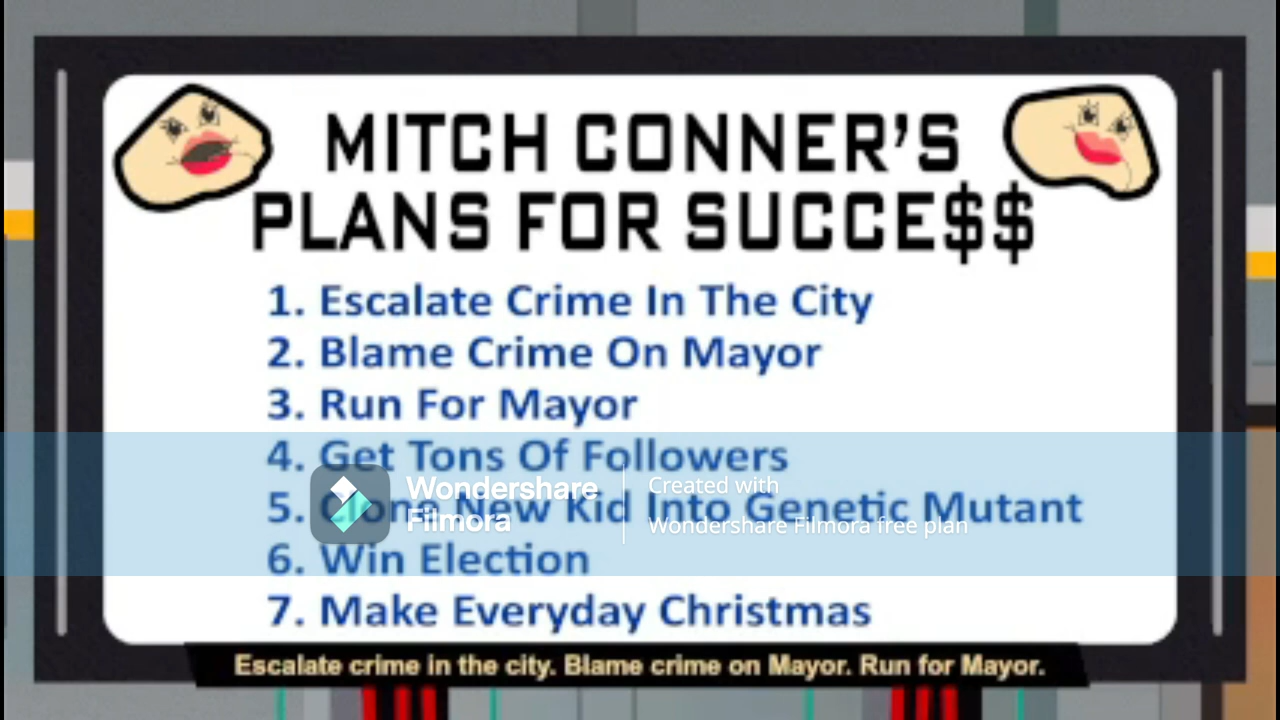 MITCH CONNER'S
PLANS FOR SUCCE$$
1. Escalate Crime In The City
2. Blame Crime On Mayor
3. Run For Mayor
4. Get Tons Of Followers
5. Clone New Kid Into Genetic Mutant
6. Win Election
7. Make Everyday Christmas
Wondershare
Filmora
Created with
Wondershare Filmora free plan
Escalate crime in the city. Blame crime on Mayor. Run for Mayor.